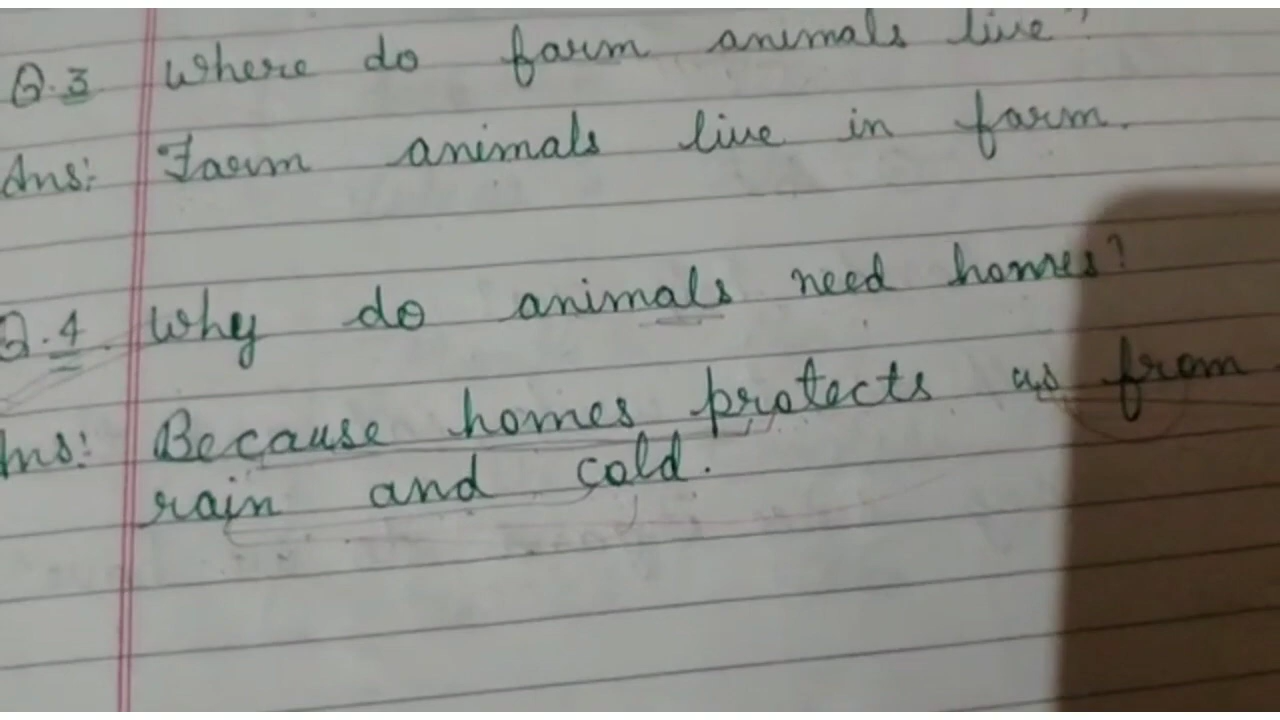 Q.3 Where do farm animals live?
Ans: Farm animals live in farm.
Q.4 Why do animals need homes?
Ans: Because homes protects us from
rain and cold.